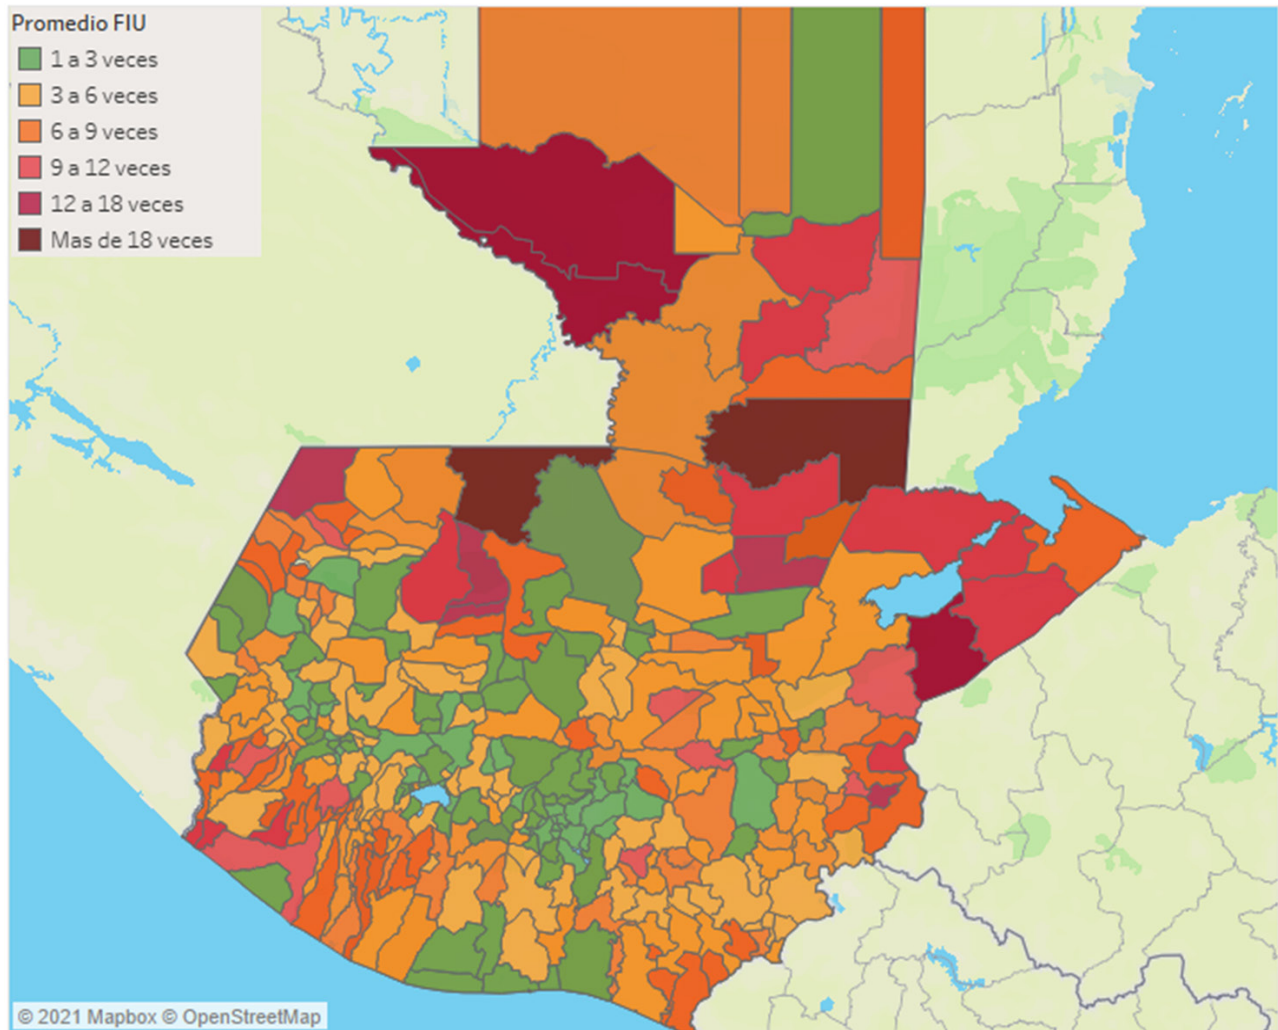 Promedio FIU
1 a 3 veces
3 a 6 veces
6 a 9 veces
9 a 12 veces
12 a 18 veces
Mas de 18 veces
© 2021 Mapbox © OpenStreetMap